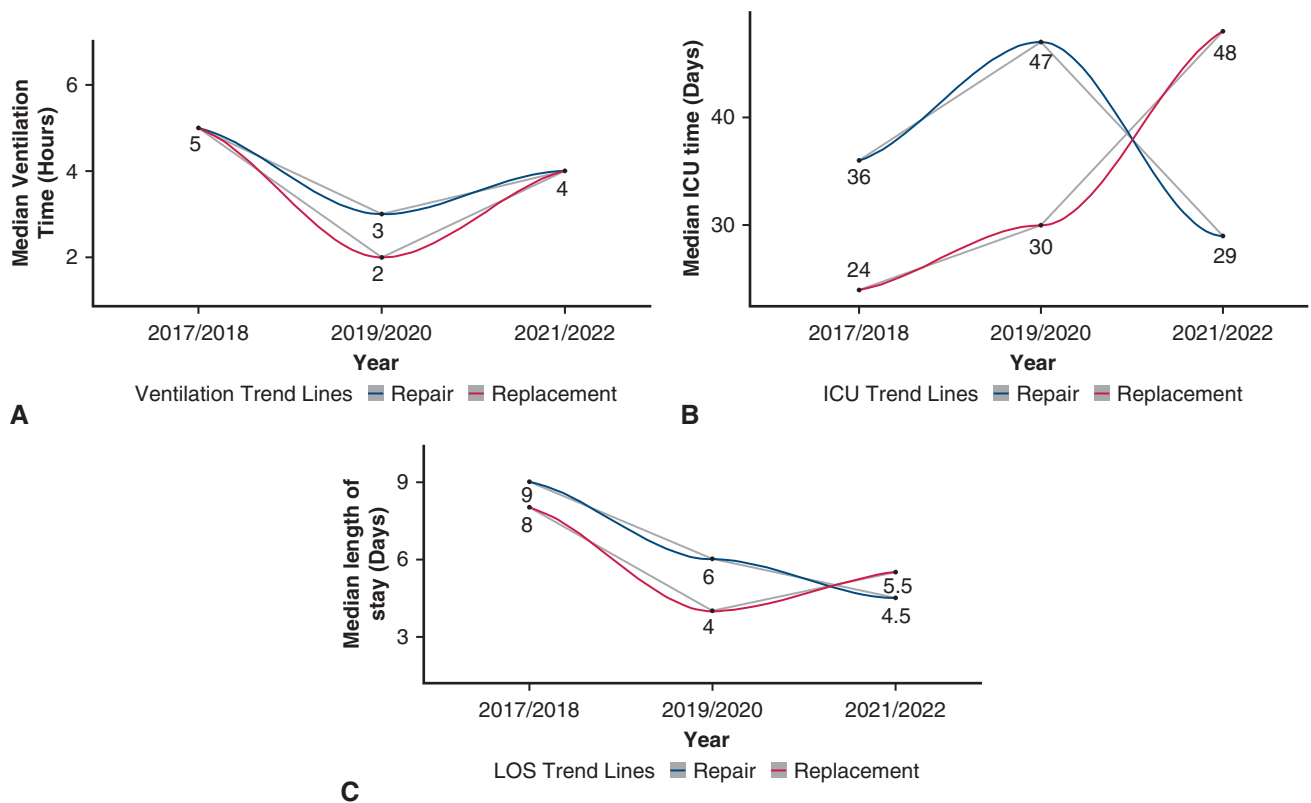 Median Ventilation
Time (Hours)
6
4
2
5
3
2
4
2017/2018 2019/2020 2021/2022
Year
Ventilation Trend Lines Repair Replacement
A
Median ICU time (Days)
40
30
36
47
29
24
30
48
2017/2018 2019/2020 2021/2022
Year
ICU Trend Lines Repair Replacement
B
Median length of
stay (Days)
9
6
3
9
8
6
4
5.5
4.5
2017/2018 2019/2020 2021/2022
Year
LOS Trend Lines Repair Replacement
C